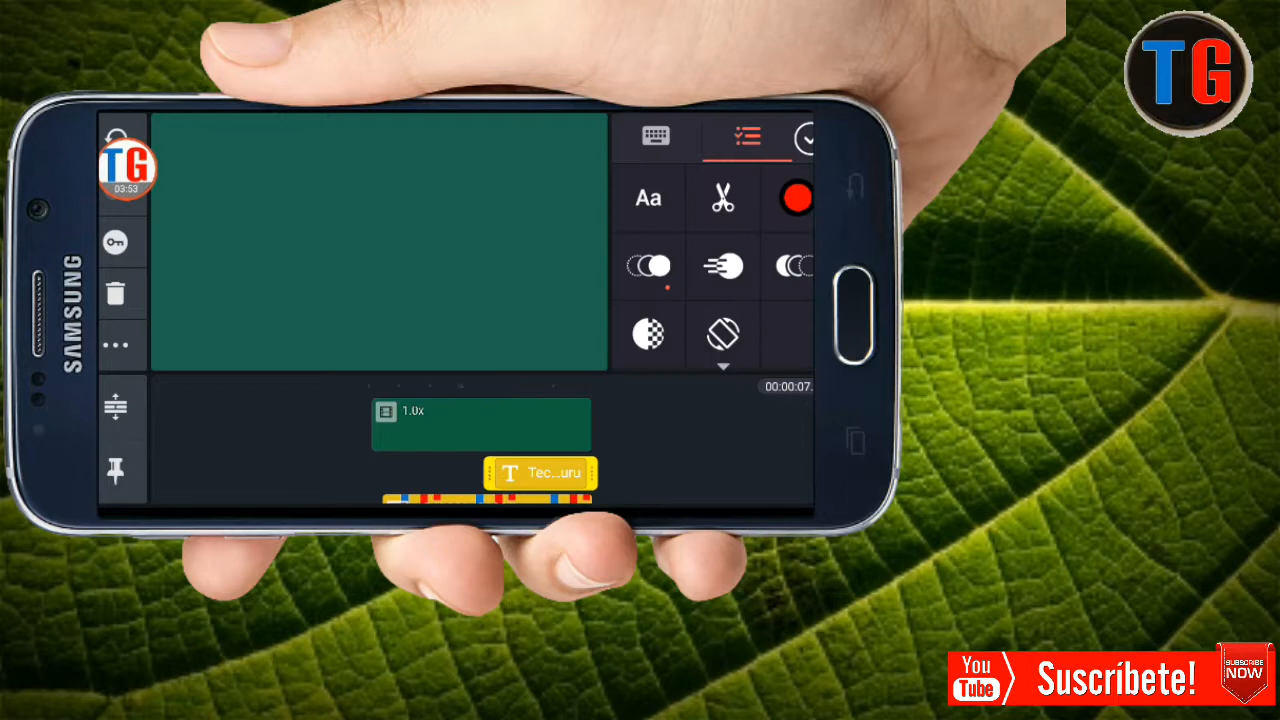 TG
TG
03:53
Aa
SAMSUNG
00:00:07.
1.0x
T Tec...uru
You
Tube
Suscríbete!
SUBSCRIBE
NOW